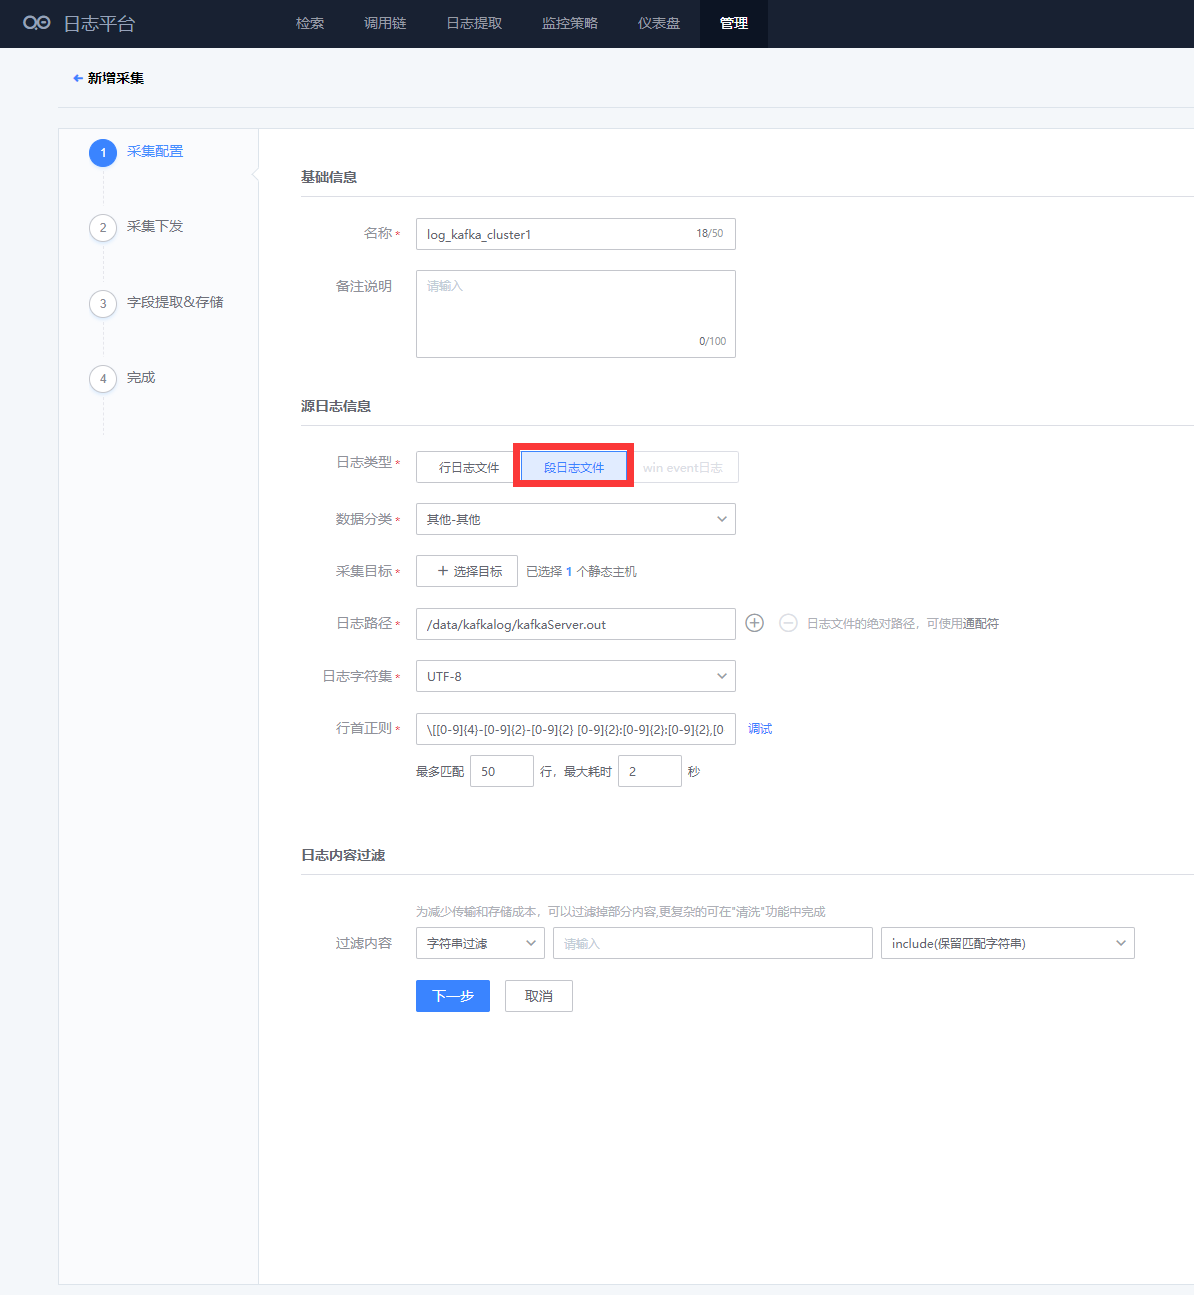 日志平台 检索 调用链 日志提取 监控策略 仪表盘 管理
新增采集
1 采集配置
2 采集下发
3 字段提取&存储
4 完成
基础信息
名称* log_kafka_cluster1 18/50
备注说明 请输入
0/100
源日志信息
日志类型* 行日志文件 段日志文件 win event日志
数据分类* 其他-其他
采集目标* + 选择目标 已选择 1 个静态主机
日志路径* /data/kafkalog/kafkaServer.out 日志文件的绝对路径，可使用通配符
日志字符集* UTF-8
行首正则* \[[0-9]{4}-[0-9]{2}-[0-9]{2} [0-9]{2}:[0-9]{2}:[0-9]{2},[0 调试
最多匹配 50 行，最大耗时 2 秒
日志内容过滤
为减少传输和存储成本，可以过滤掉部分内容,更复杂的可在"清洗"功能中完成
过滤内容 字符串过滤 请输入 include(保留匹配字符串)
下一步 取消